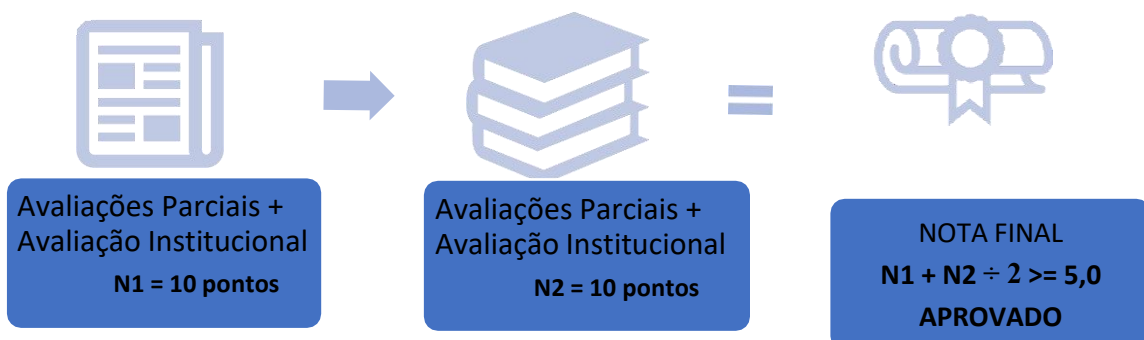 Avaliações Parciais +
Avaliação Institucional
N1 = 10 pontos
Avaliações Parciais +
Avaliação Institucional
N2 = 10 pontos
NOTA FINAL
N1 + N2 ÷ 2 >= 5,0
APROVADO